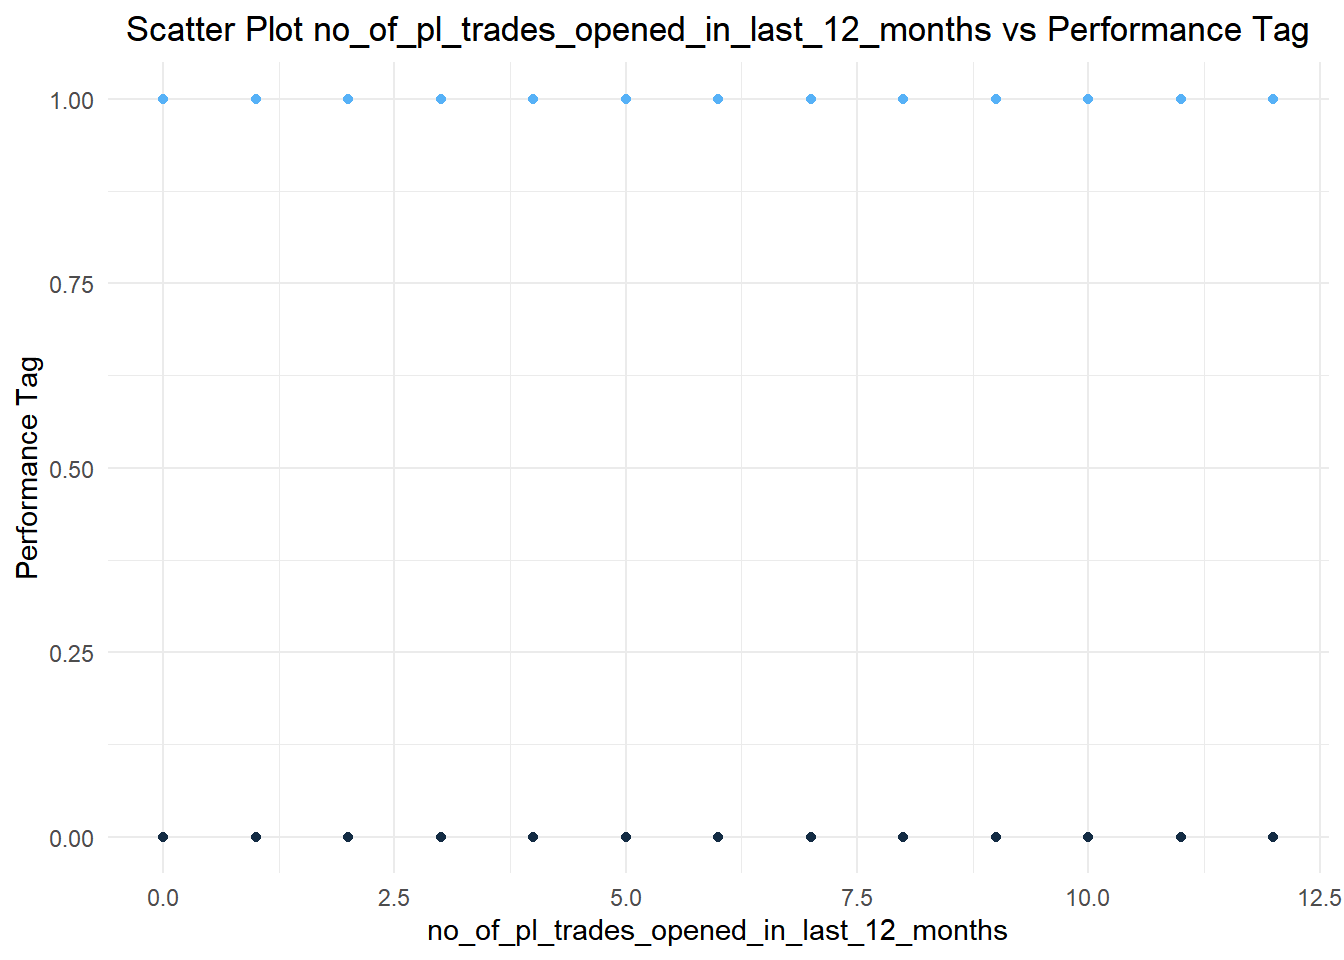 Scatter Plot no_of_pl_trades_opened_in_last_12_months vs Performance Tag
Performance Tag
1.00
0.75
0.50
0.25
0.00
0.0 2.5 5.0 7.5 10.0 12.5
no_of_pl_trades_opened_in_last_12_months